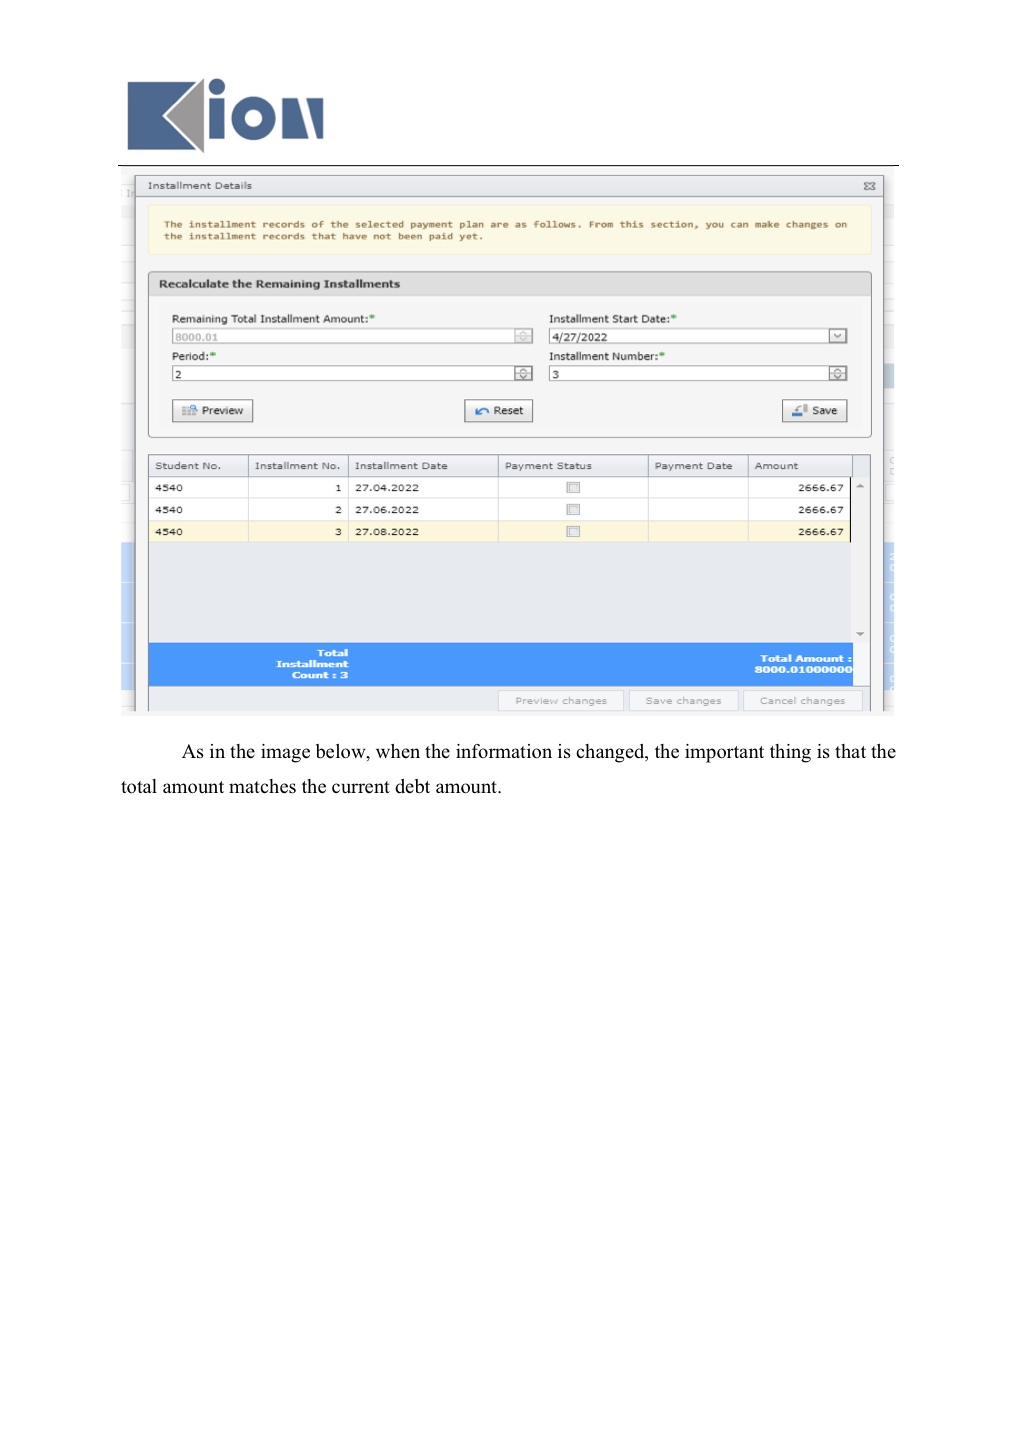 Kion
Installment Details
The installment records of the selected payment plan are as follows. From this section, you can make changes on
the installment records that have not been paid yet.
Recalculate the Remaining Installments
Remaining Total Installment Amount:* Installment Start Date:*
8000.01 4/27/2022
Period:* Installment Number:*
2 3
Preview Reset Save
Student No. Installment No. Installment Date Payment Status Payment Date Amount
4540 1 27.04.2022 2666.67
4540 2 27.06.2022 2666.67
4540 3 27.08.2022 2666.67
Total
Installment
Count : 3
Total Amount :
8000.01000000
Preview changes Save changes Cancel changes
As in the image below, when the information is changed, the important thing is that the
total amount matches the current debt amount.